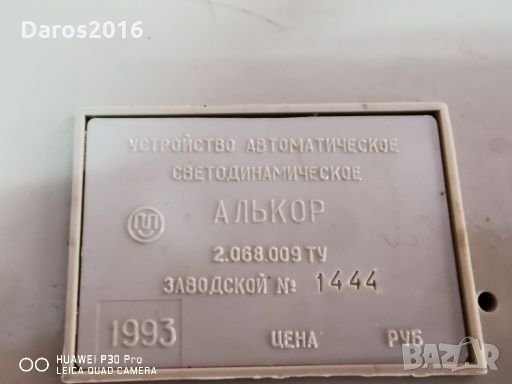 Daros2016
УСТРОЙСТВО АВТОМАТИЧЕСКОЕ
СВЕТОДИНАМИЧЕСКОЕ
АЛЬКОР
2.068.009 ТУ
ЗАВОДСКОЙ № 1444
1993 ЦЕНА РУБ
HUAWEI P30 Pro
LEICA QUAD CAMERA
BAZAR